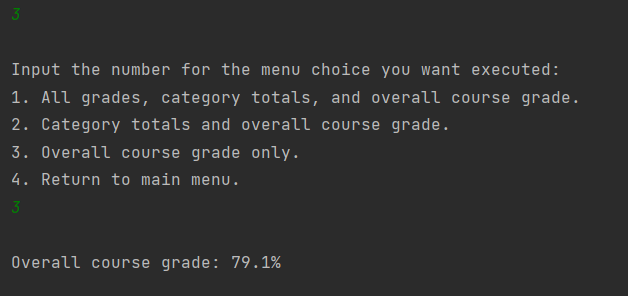 3
Input the number for the menu choice you want executed:
1. All grades, category totals, and overall course grade.
2. Category totals and overall course grade.
3. Overall course grade only.
4. Return to main menu.
3
Overall course grade: 79.1%